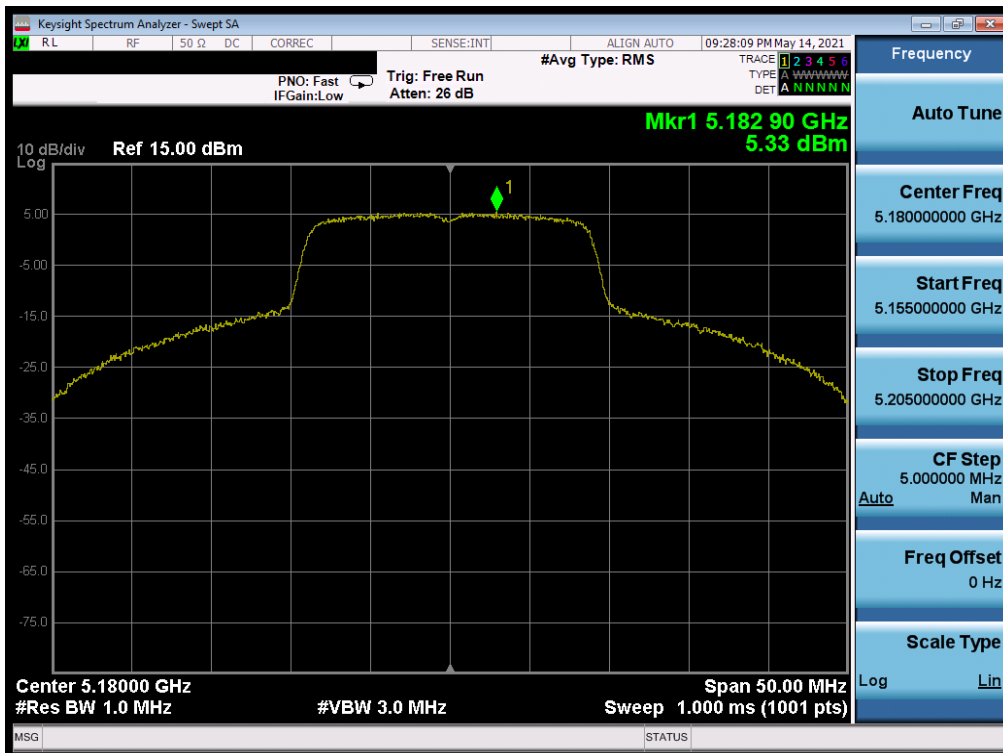 Keysight Spectrum Analyzer - Swept SA
LXI RL RF 50 Ω DC CORREC SENSE:INT ALIGN AUTO 09:28:09 PM May 14, 2021
PNO: Fast
IFGain:Low
Trig: Free Run
Atten: 26 dB
#Avg Type: RMS
TRACE 1 2 3 4 5 6
TYPE A WWWWW
DET A N N N N N
Mkr1 5.182 90 GHz
5.33 dBm
10 dB/div Ref 15.00 dBm
Log
1
5.00
-5.00
-15.0
-25.0
-35.0
-45.0
-55.0
-65.0
-75.0
Center 5.18000 GHz Span 50.00 MHz
#Res BW 1.0 MHz #VBW 3.0 MHz Sweep 1.000 ms (1001 pts)
MSG STATUS
Frequency
Auto Tune
Center Freq
5.180000000 GHz
Start Freq
5.155000000 GHz
Stop Freq
5.205000000 GHz
CF Step
5.000000 MHz
Auto Man
Freq Offset
0 Hz
Scale Type
Log Lin